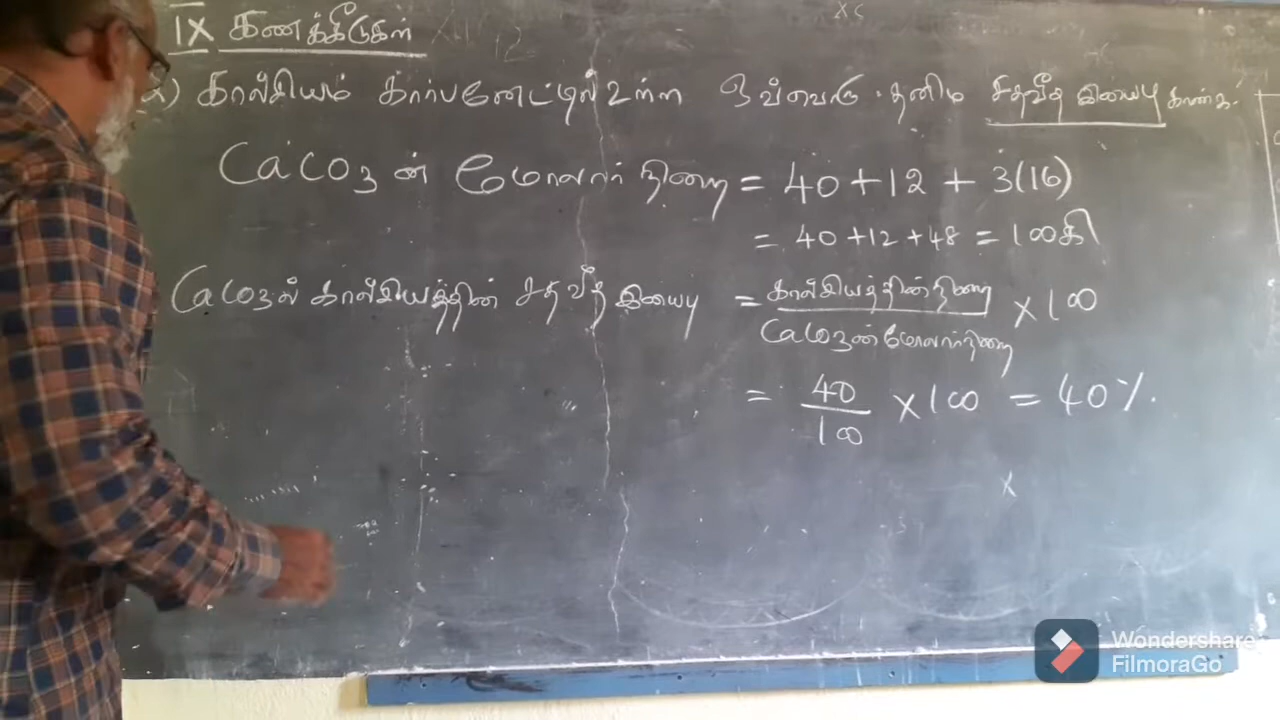 IX கணக்கீடுகள்
2) கால்சியம் கார்பனேட்டில் உள்ள ஒவ்வொரு தனிம சதவீத இயைபு காண்க.
CaCO3 ன் மோலார் நிறை = 40 + 12 + 3(16)
= 40 + 12 + 48 = 100கி
CaCO3ல் கால்சியத்தின் சதவீத இயைபு = கால்சியத்தின் நிறை × 100
CaCO3ன் மோலார் நிறை
= 40 × 100 = 40%.
100
Wondershare
FilmoraGo